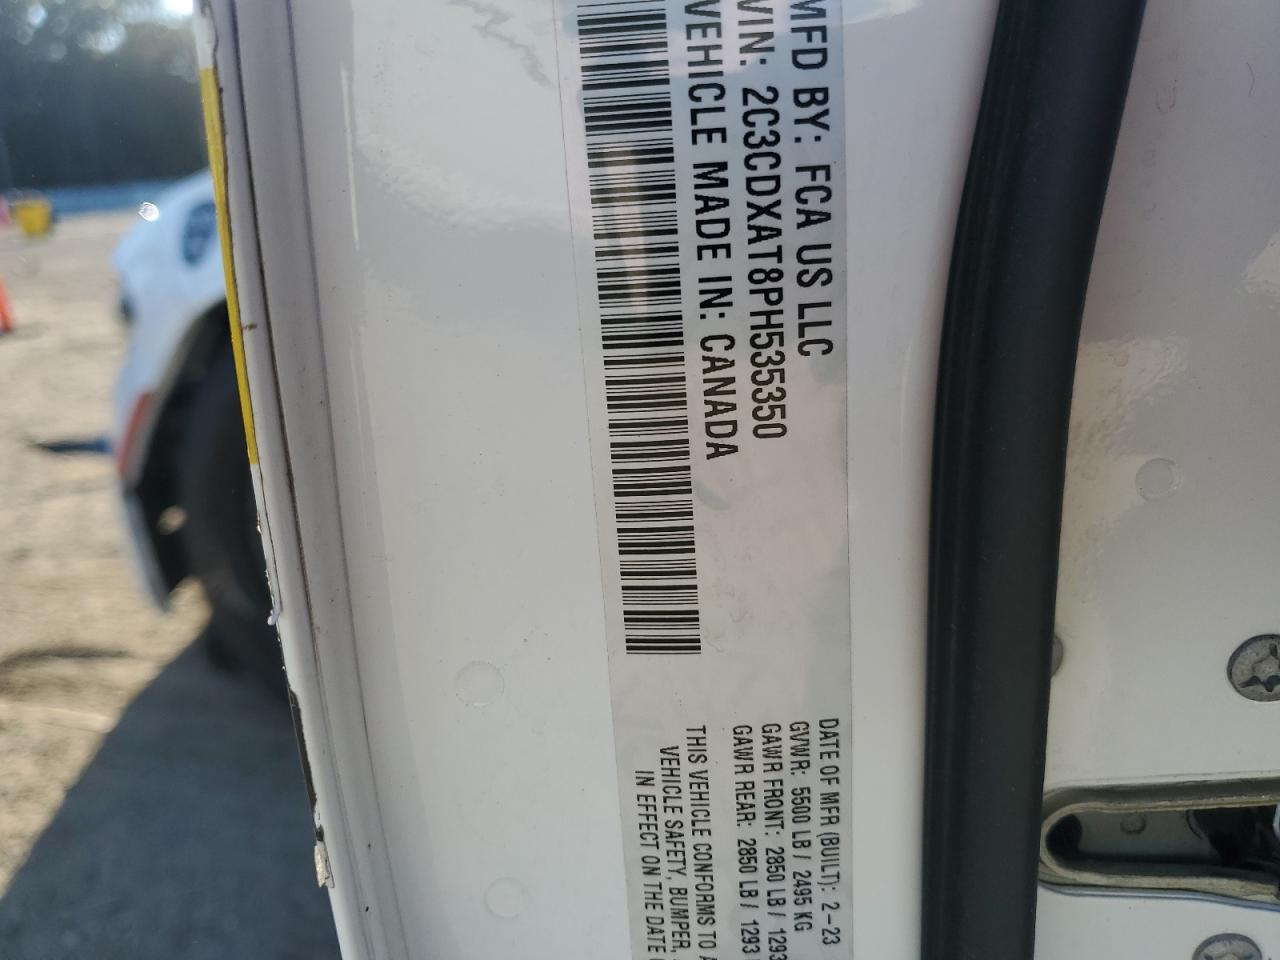 MFD BY: FCA US LLC
VIN: 2C3CDXAT8PH535350
VEHICLE MADE IN: CANADA
DATE OF MFR (BUILT): 2-23
GVWR: 5500 LB / 2495 KG
GAWR FRONT: 2850 LB / 1293
GAWR REAR: 2850 LB / 1293
THIS VEHICLE CONFORMS TO
VEHICLE SAFETY, BUMPER,
IN EFFECT ON THE DATE